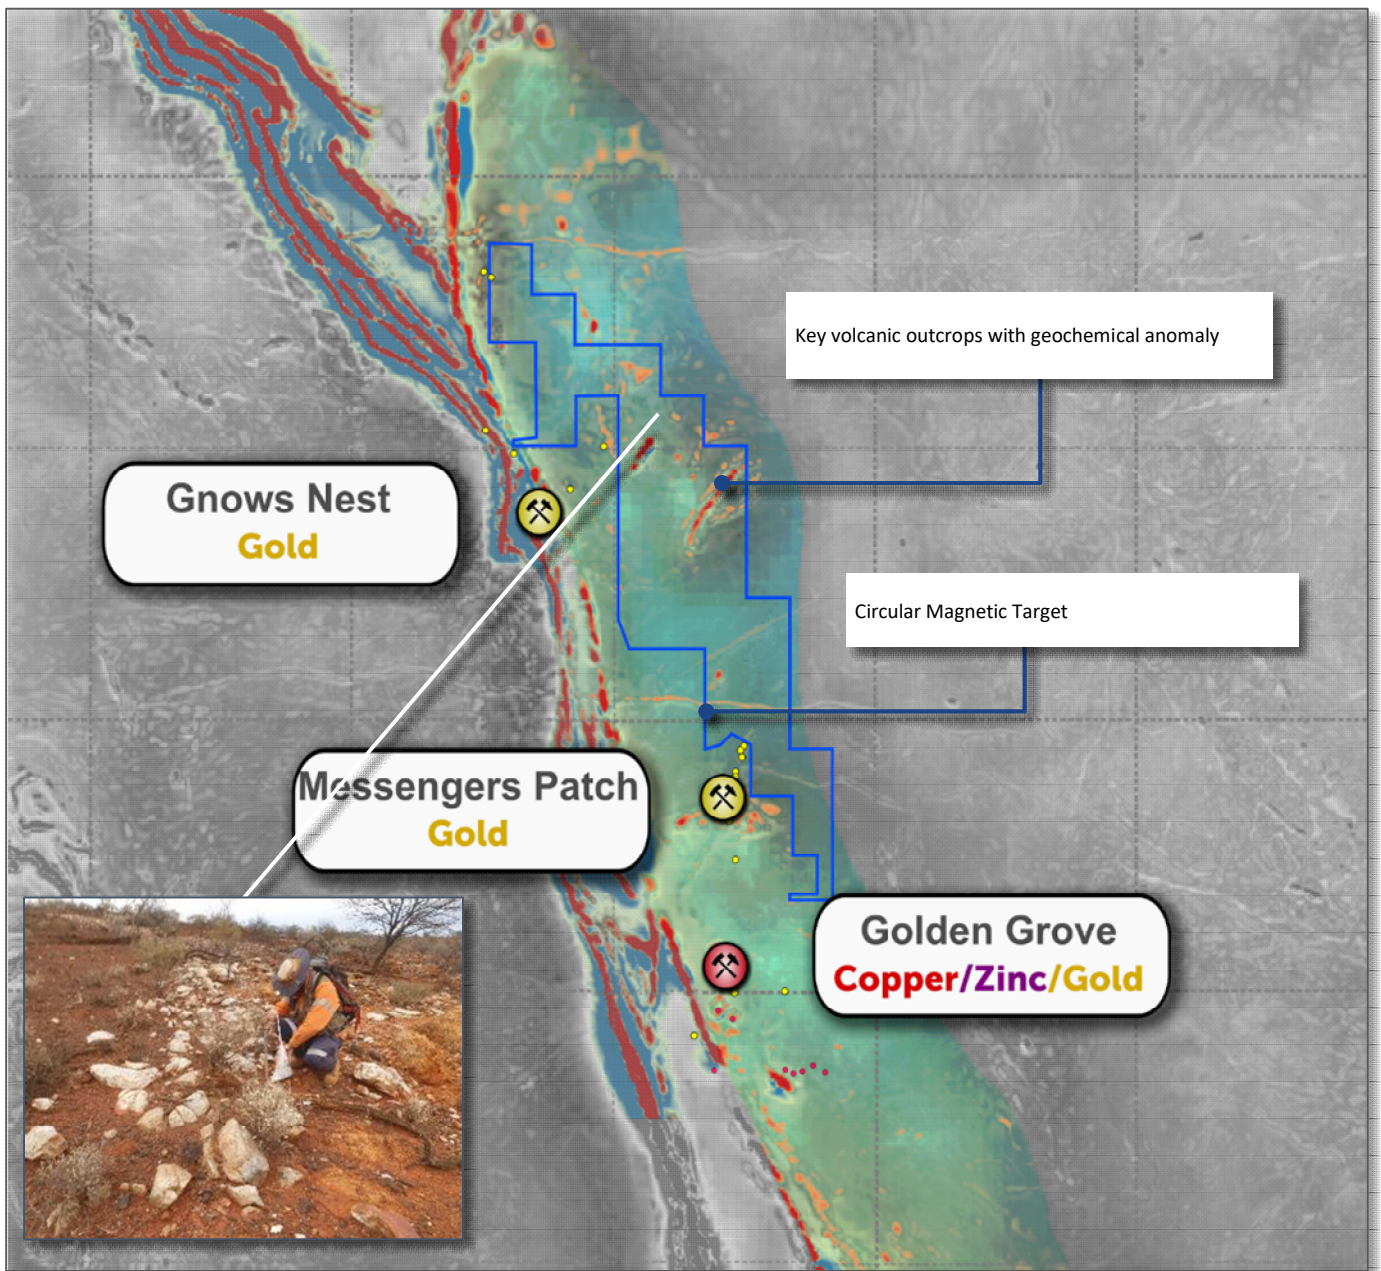 Key volcanic outcrops with geochemical anomaly
Gnows Nest
Gold
Circular Magnetic Target
Messengers Patch
Gold
Golden Grove
Copper/Zinc/Gold